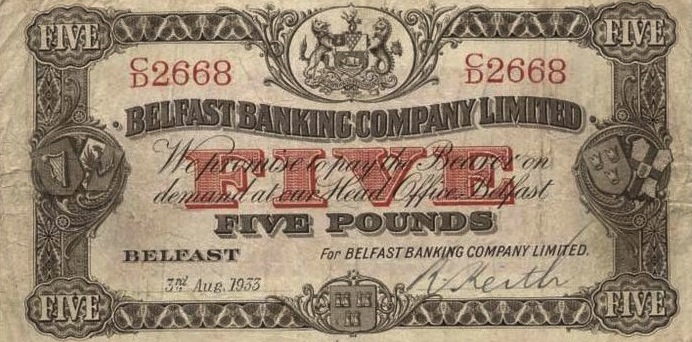 FIVE FIVE
C/D 2668 C/D 2668
BELFAST BANKING COMPANY LIMITED
FIVE
We promise to pay the Bearer on
demand at our Head Office, Belfast
FIVE POUNDS
BELFAST For BELFAST BANKING COMPANY LIMITED.
3rd Aug. 1933 R. Keith
FIVE FIVE